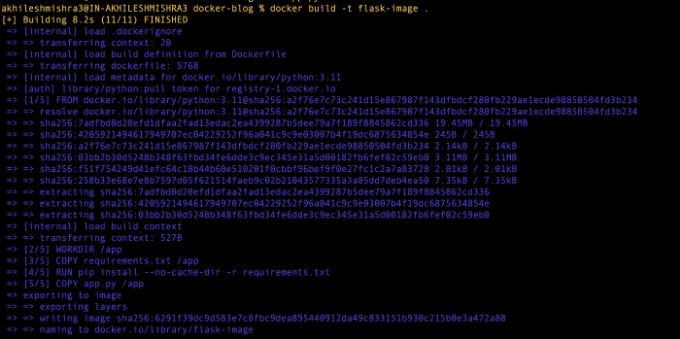 akhileshmishra3@IN-AKHILESHMISHRA3 docker-blog % docker build -t flask-image .
[+] Building 8.2s (11/11) FINISHED
=> [internal] load .dockerignore
=> => transferring context: 2B
=> [internal] load build definition from Dockerfile
=> => transferring dockerfile: 576B
=> [internal] load metadata for docker.io/library/python:3.11
=> [auth] library/python:pull token for registry-1.docker.io
=> [1/5] FROM docker.io/library/python:3.11@sha256:a2f76e7c73c241d15e867987f143dfbdcf280fb229ae1ecde98850504fd3b234
=> => resolve docker.io/library/python:3.11@sha256:a2f76e7c73c241d15e867987f143dfbdcf280fb229ae1ecde98850504fd3b234
=> => sha256:7adfbd0d20efd1dfaa2fad13edac2ea4399287b5dee79a7f189f8845862cd336 19.45MB / 19.45MB
=> => sha256:4205921494617949707ec04229252f96a041c9c9e03007b4f19dc6875634854e 245B / 245B
=> => sha256:a2f76e7c73c241d15e867987f143dfbdcf280fb229ae1ecde98850504fd3b234 2.14kB / 2.14kB
=> => sha256:03bb2b30d5248b348f63fbd34fe6dde3c9ec345e31a5d00182fb6fef02c59eb0 3.11MB / 3.11MB
=> => sha256:f51f754249d41efc64c10b44b60e510201f0cbbf96bef9f0e27fc1c2a7a83728 2.01kB / 2.01kB
=> => sha256:258b33e68e7e8b7597d05f621514faeb9c02b21043577335a3a85dd7deb4ea50 7.35kB / 7.35kB
=> => extracting sha256:7adfbd0d20efd1dfaa2fad13edac2ea4399287b5dee79a7f189f8845862cd336
=> => extracting sha256:4205921494617949707ec04229252f96a041c9c9e03007b4f19dc6875634854e
=> => extracting sha256:03bb2b30d5248b348f63fbd34fe6dde3c9ec345e31a5d00182fb6fef02c59eb0
=> [internal] load build context
=> => transferring context: 527B
=> [2/5] WORKDIR /app
=> [3/5] COPY requirements.txt /app
=> [4/5] RUN pip install --no-cache-dir -r requirements.txt
=> [5/5] COPY app.py /app
=> exporting to image
=> => exporting layers
=> => writing image sha256:6291f39dc9d583e7c8fbc9dea895440912da49c833151b930c215b0e3a472a88
=> => naming to docker.io/library/flask-image